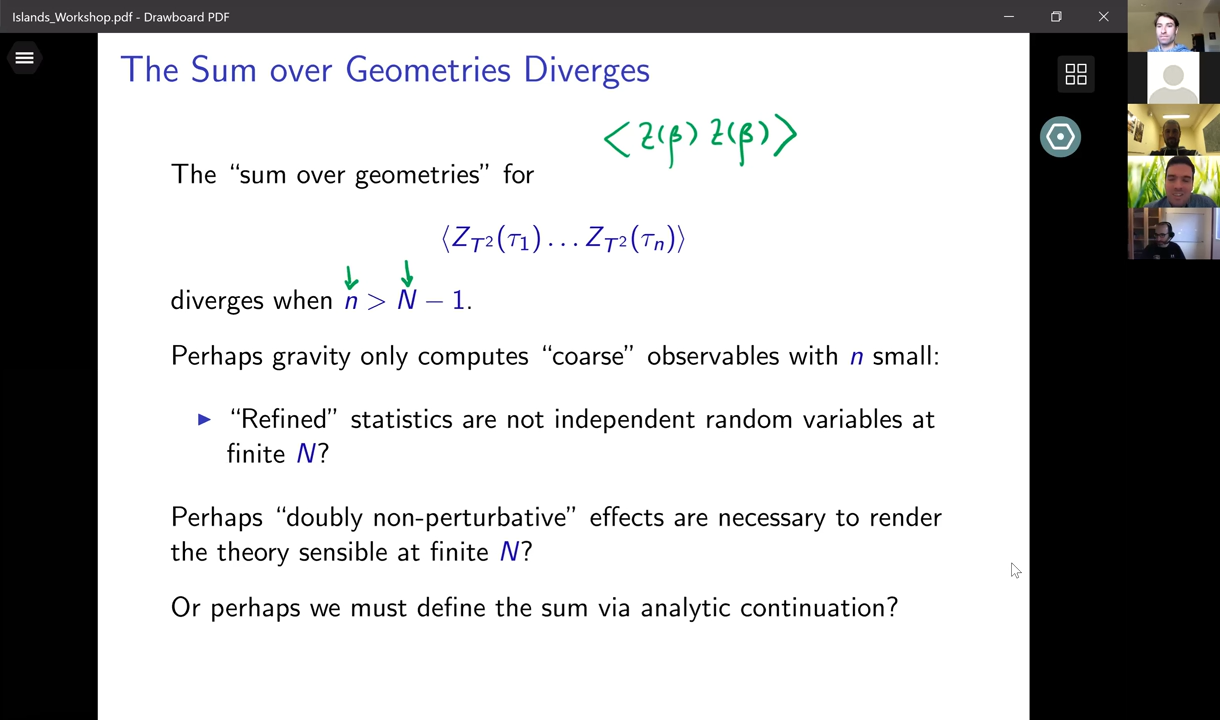 Islands_Workshop.pdf - Drawboard PDF
The Sum over Geometries Diverges
⟨Z(β) Z(β)⟩
The “sum over geometries” for
⟨Z_{T²}(τ₁) . . . Z_{T²}(τₙ)⟩
diverges when n > N − 1.
Perhaps gravity only computes “coarse” observables with n small:
“Refined” statistics are not independent random variables at
finite N?
Perhaps “doubly non-perturbative” effects are necessary to render
the theory sensible at finite N?
Or perhaps we must define the sum via analytic continuation?